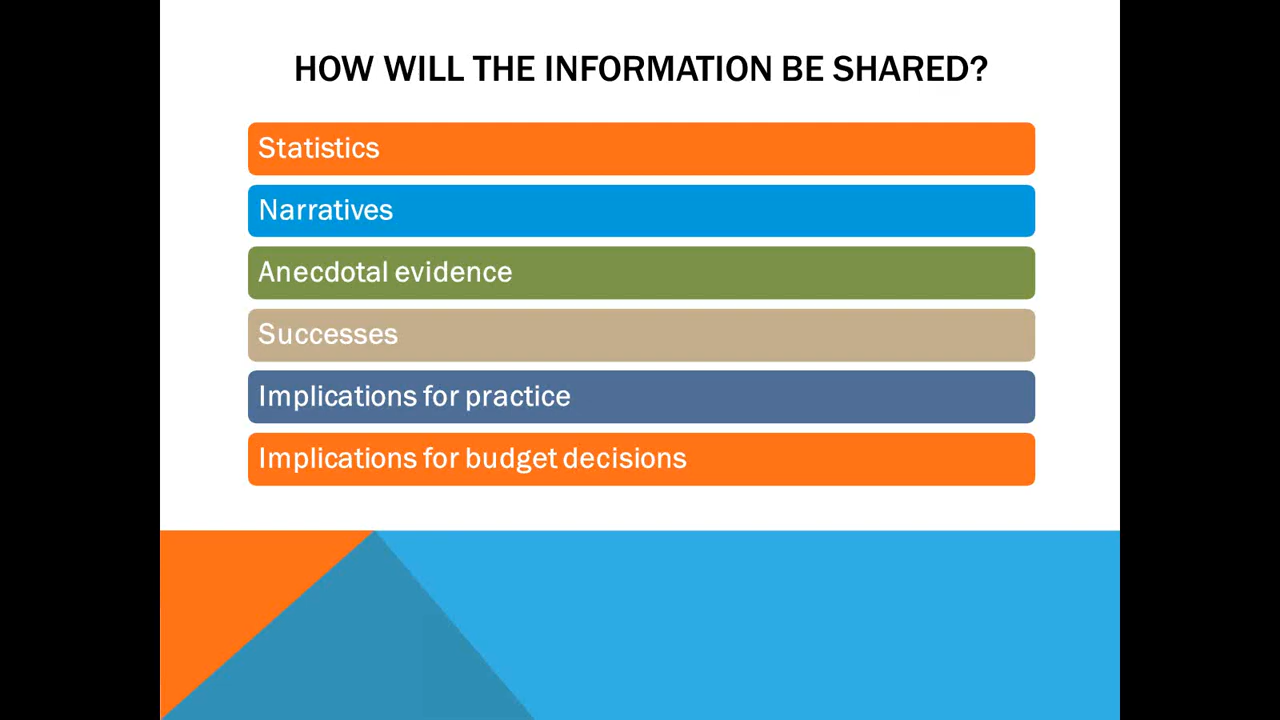 HOW WILL THE INFORMATION BE SHARED?
Statistics
Narratives
Anecdotal evidence
Successes
Implications for practice
Implications for budget decisions